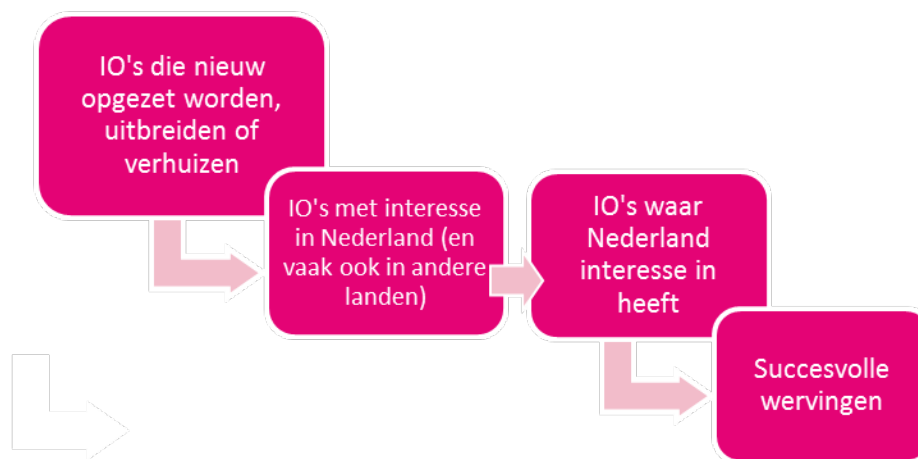 IO's die nieuw
opgezet worden,
uitbreiden of
verhuizen
IO's met interesse
in Nederland (en
vaak ook in andere
landen)
IO's waar
Nederland
interesse in
heeft
Succesvolle
wervingen